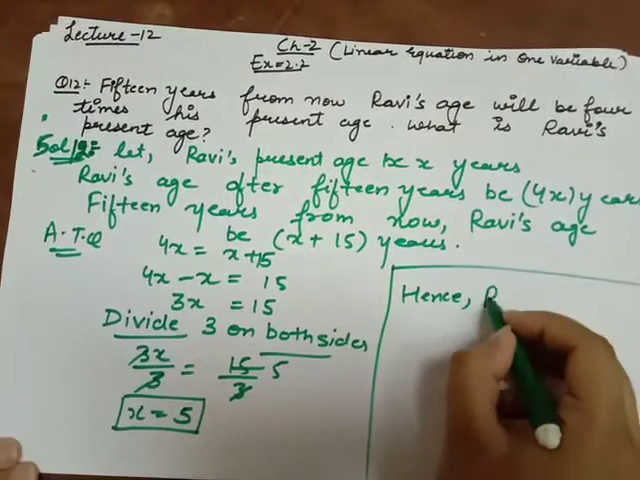 Lecture-12
Ch-2 (Linear Equation in One Variable)
Ex=2.2
Q12:- Fifteen years from now Ravi's age will be four
times his present age. What is Ravi's
present age?
Soln:- let, Ravi's present age be x years
Ravi's age after fifteen years be (4x) years
Fifteen years from now, Ravi's age
be (x + 15) years.
A.T.Q
4x = x+15
4x - x = 15
3x = 15
Divide 3 on both sides
3x/3 = 15/3 5
x = 5
Hence, R